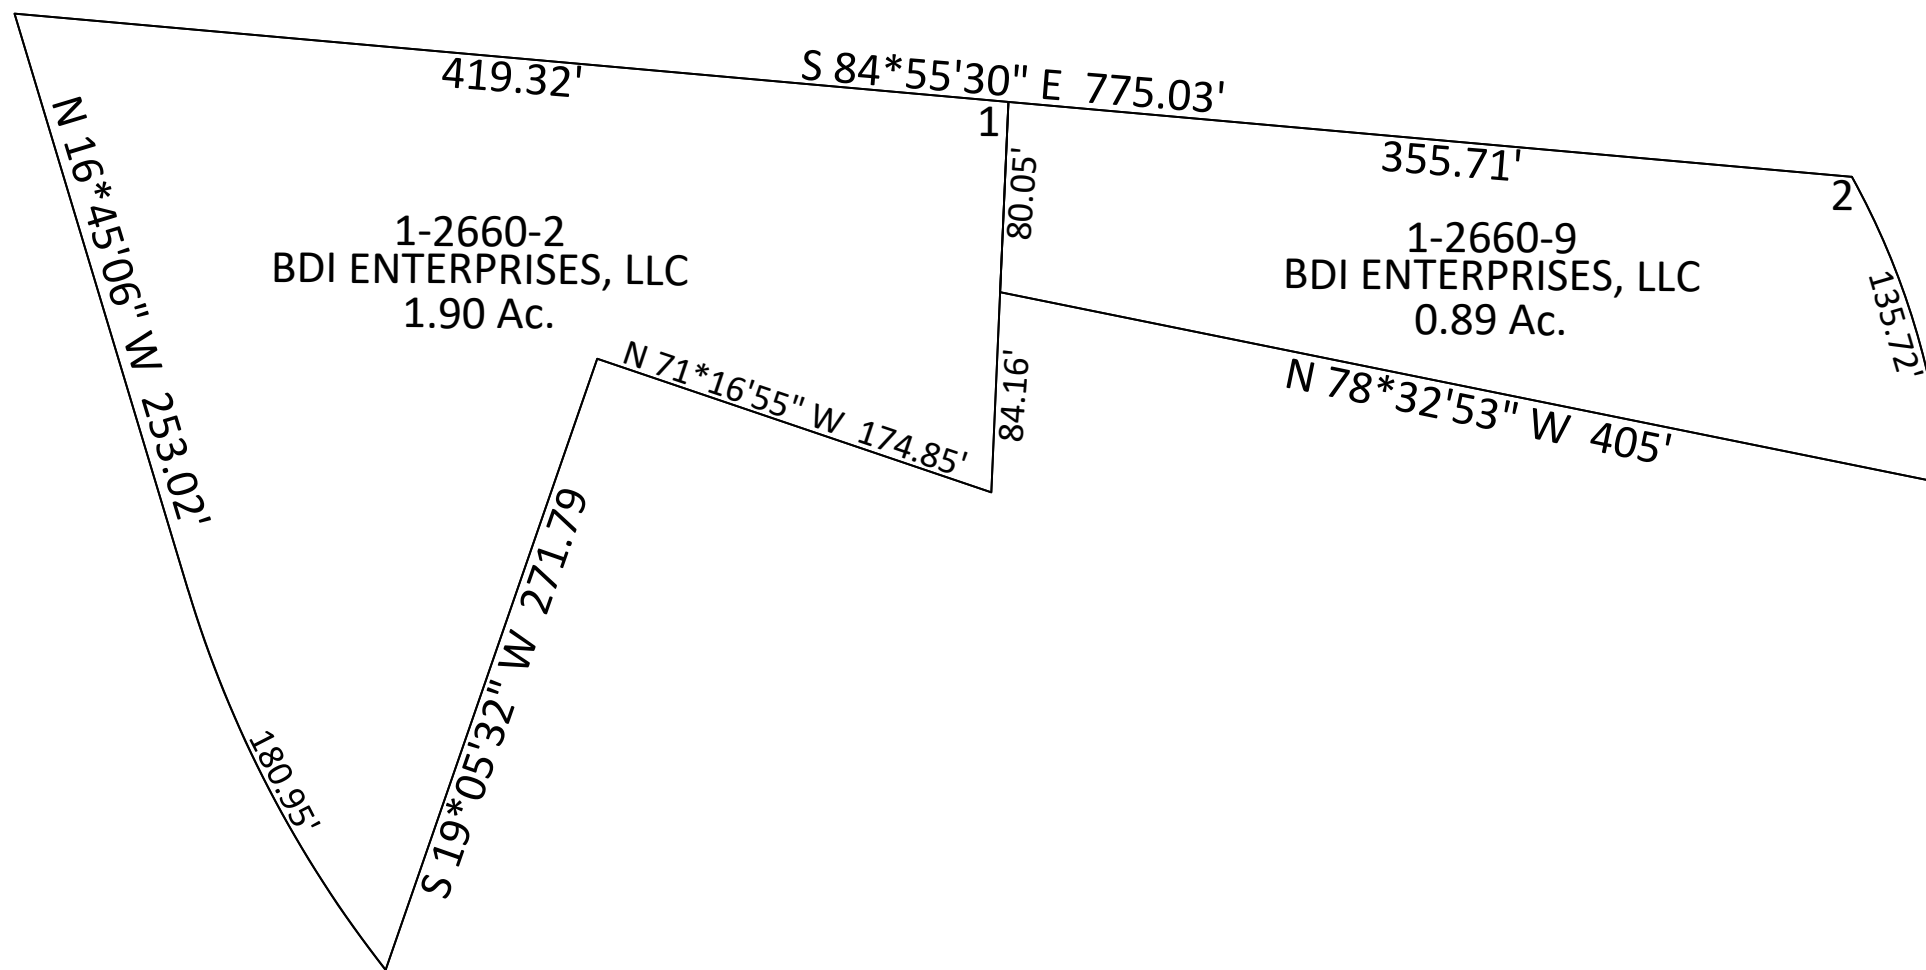 S 84*55'30" E 775.03'
419.32'
1
355.71'
2
N 16*45'06" W 253.02'
80.05'
1-2660-2
BDI ENTERPRISES, LLC
1.90 Ac.
1-2660-9
BDI ENTERPRISES, LLC
0.89 Ac.
135.72'
N 71*16'55" W 174.85'
84.16'
N 78*32'53" W 405'
S 19*05'32" W 271.79
180.95'